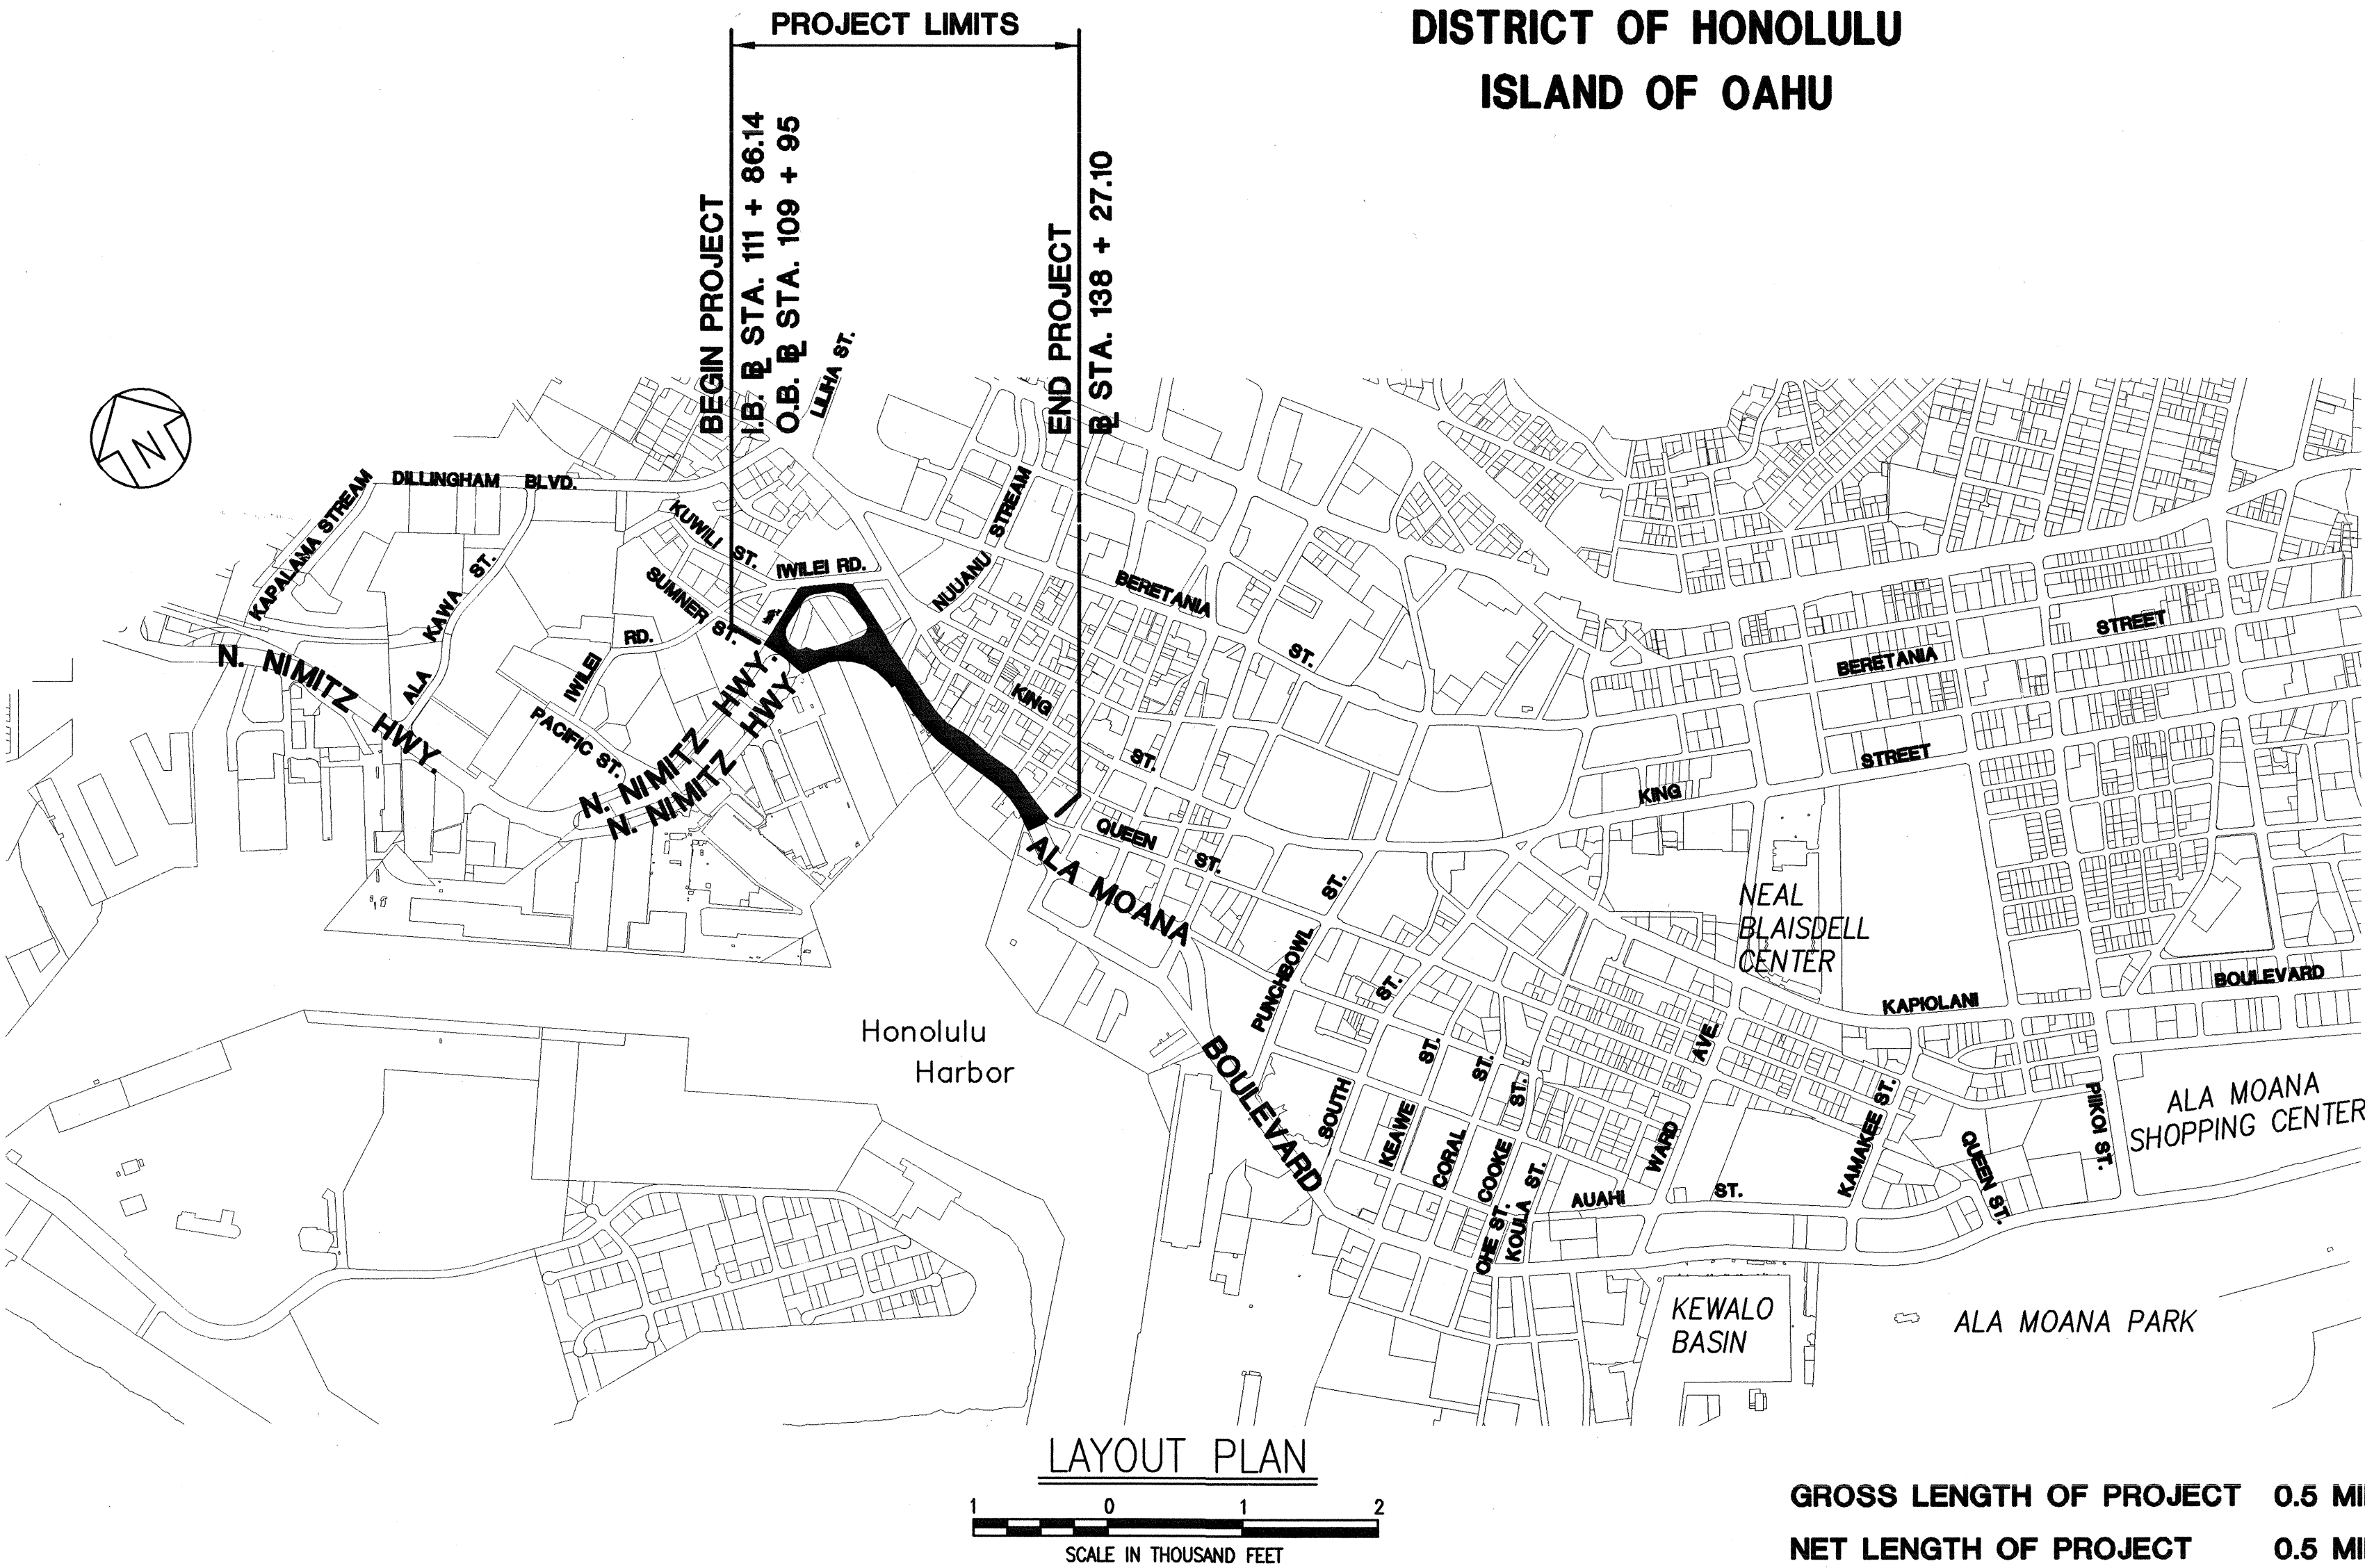 PROJECT LIMITS
DISTRICT OF HONOLULU
ISLAND OF OAHU
BEGIN PROJECT
I.B. BL STA. 111 + 86.14
O.B. BL STA. 109 + 95
END PROJECT
BL STA. 138 + 27.10
LILIHA ST.
N
KAPALAMA STREAM
DILLINGHAM BLVD.
ALA KAWA ST.
KUWILI ST.
IWILEI RD.
SUMNER ST.
NUUANU STREAM
BERETANIA ST.
N. NIMITZ HWY.
IWILEI RD.
PACIFIC ST.
N. NIMITZ HWY.
N. NIMITZ HWY.
KING ST.
BERETANIA STREET
KING STREET
QUEEN ST.
ALA MOANA BOULEVARD
PUNCHBOWL ST.
NEAL
BLAISDELL
CENTER
KAPIOLANI BOULEVARD
Honolulu
Harbor
SOUTH ST.
KEAWE ST.
CORAL ST.
COOKE ST.
OHE ST.
KOULA ST.
WARD AVE.
AUAHI ST.
KAMAKEE ST.
QUEEN ST.
PIIKOI ST.
ALA MOANA
SHOPPING CENTER
KEWALO
BASIN
ALA MOANA PARK
LAYOUT PLAN
1 0 1 2
SCALE IN THOUSAND FEET
GROSS LENGTH OF PROJECT 0.5 MI
NET LENGTH OF PROJECT 0.5 MI